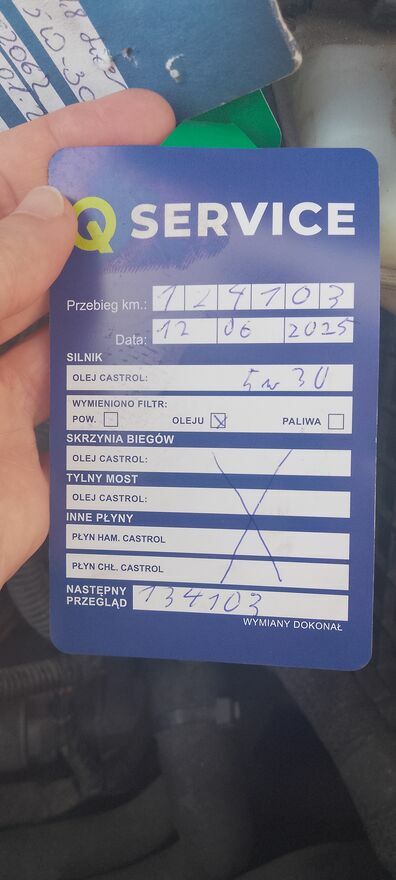 W-30
2062
Q SERVICE
Przebieg km.: 124103
Data: 12 06 2025
SILNIK
OLEJ CASTROL: 5w30
WYMIENIONO FILTR:
POW. OLEJU PALIWA
SKRZYNIA BIEGÓW
OLEJ CASTROL:
TYLNY MOST
OLEJ CASTROL:
INNE PŁYNY
PŁYN HAM. CASTROL
PŁYN CHŁ. CASTROL
NASTĘPNY
PRZEGLĄD 134103
WYMIANY DOKONAŁ